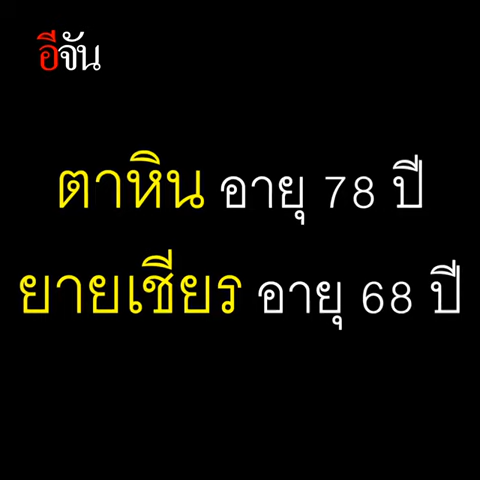 อีจัน
ตาหิน อายุ 78 ปี
ยายเชียร อายุ 68 ปี